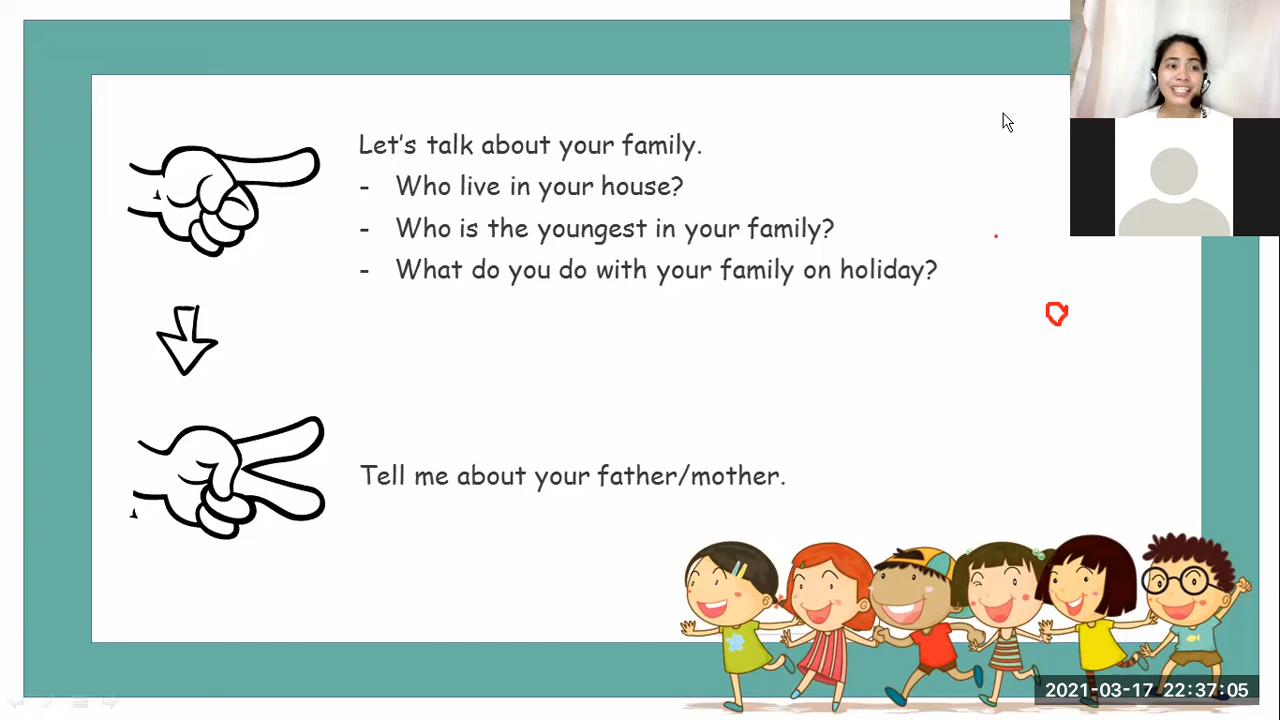 Let's talk about your family.
- Who live in your house?
- Who is the youngest in your family?
- What do you do with your family on holiday?
Tell me about your father/mother.
2021-03-17 22:37:05